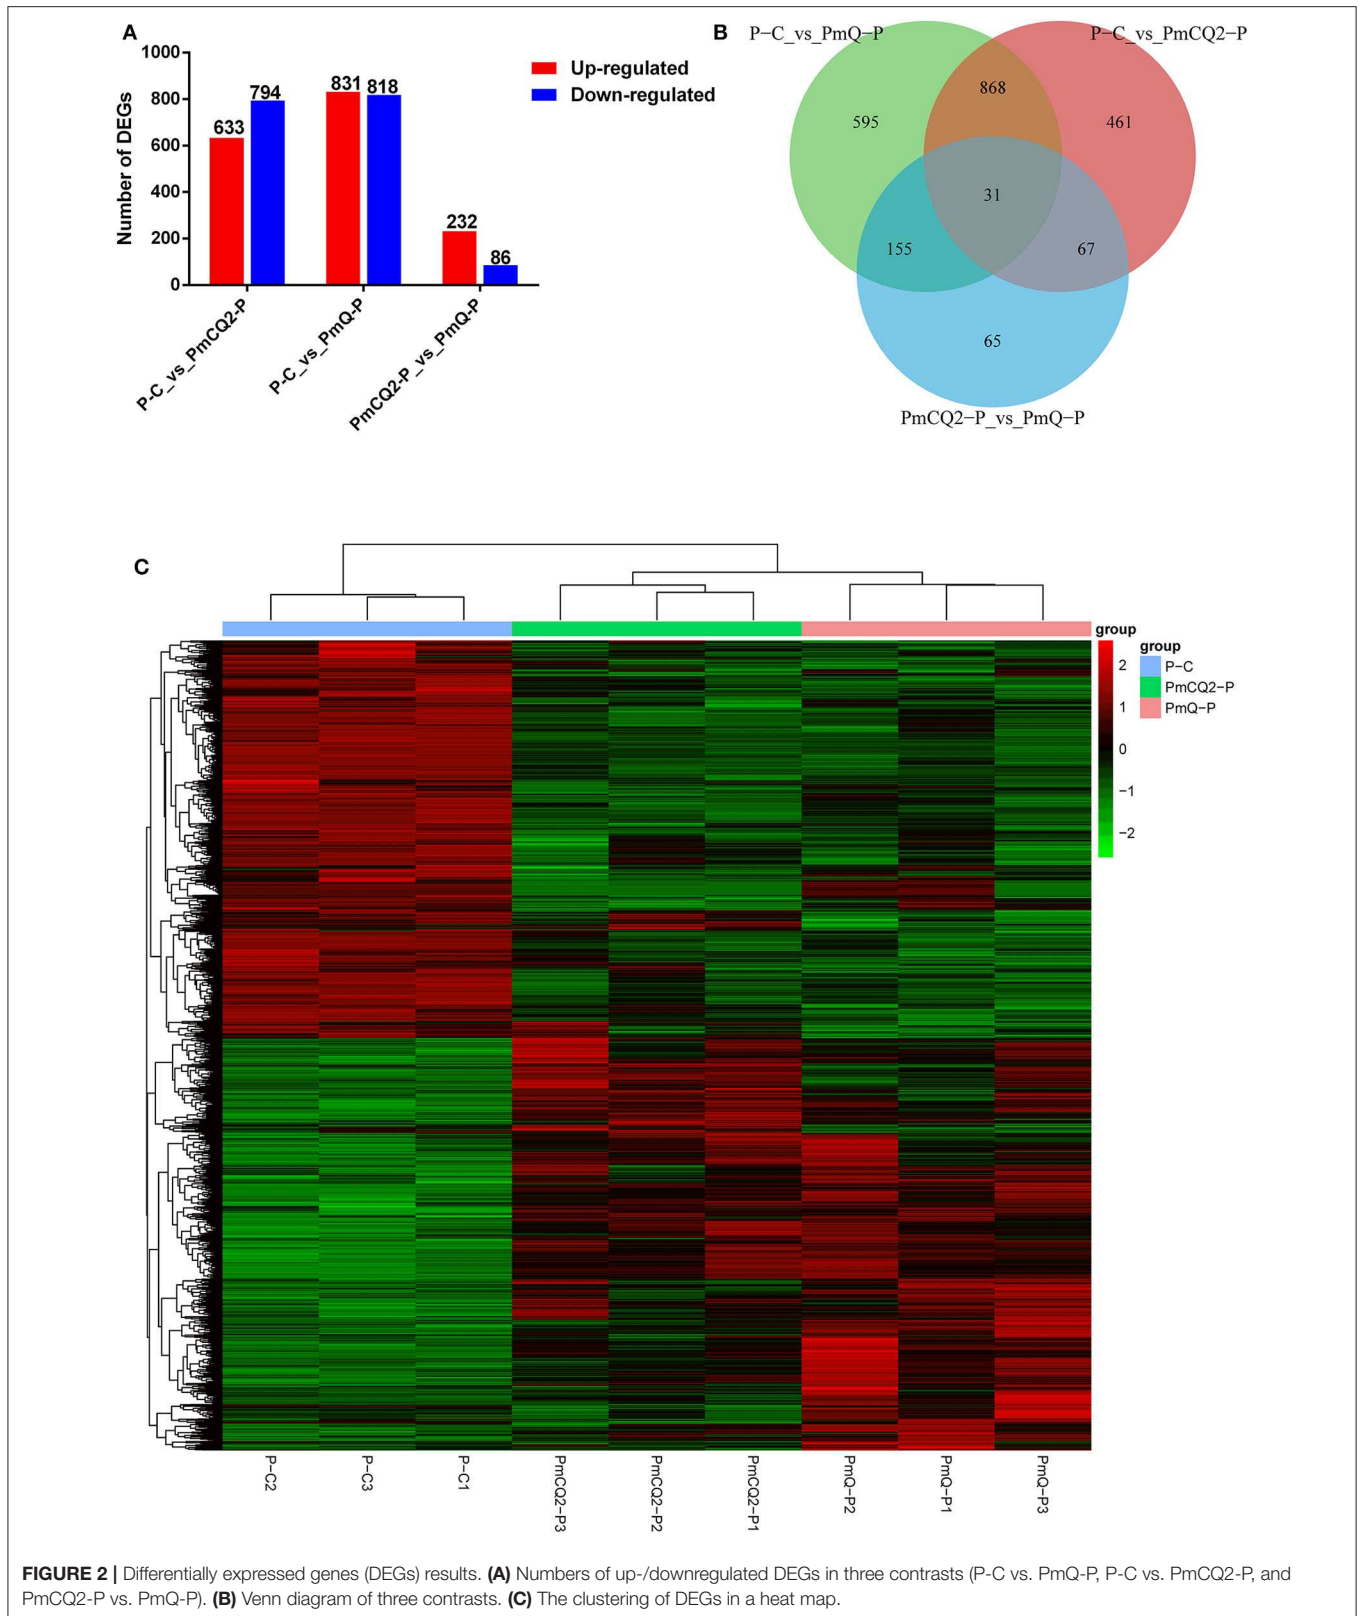 A
1000
800
600
400
200
0
Number of DEGs
633
794
831
818
232
86
Up-regulated
Down-regulated
P-C_vs_PmCQ2-P
P-C_vs_PmQ-P
PmCQ2-P_vs_PmQ-P
B
P−C_vs_PmQ−P
P−C_vs_PmCQ2−P
868
595
461
31
155
67
65
PmCQ2−P_vs_PmQ−P
C
group
2
1
0
−1
−2
group
P−C
PmCQ2−P
PmQ−P
P−C2
P−C3
P−C1
PmCQ2−P3
PmCQ2−P2
PmCQ2−P1
PmQ−P2
PmQ−P1
PmQ−P3
FIGURE 2 | Differentially expressed genes (DEGs) results. (A) Numbers of up-/downregulated DEGs in three contrasts (P-C vs. PmQ-P, P-C vs. PmCQ2-P, and
PmCQ2-P vs. PmQ-P). (B) Venn diagram of three contrasts. (C) The clustering of DEGs in a heat map.